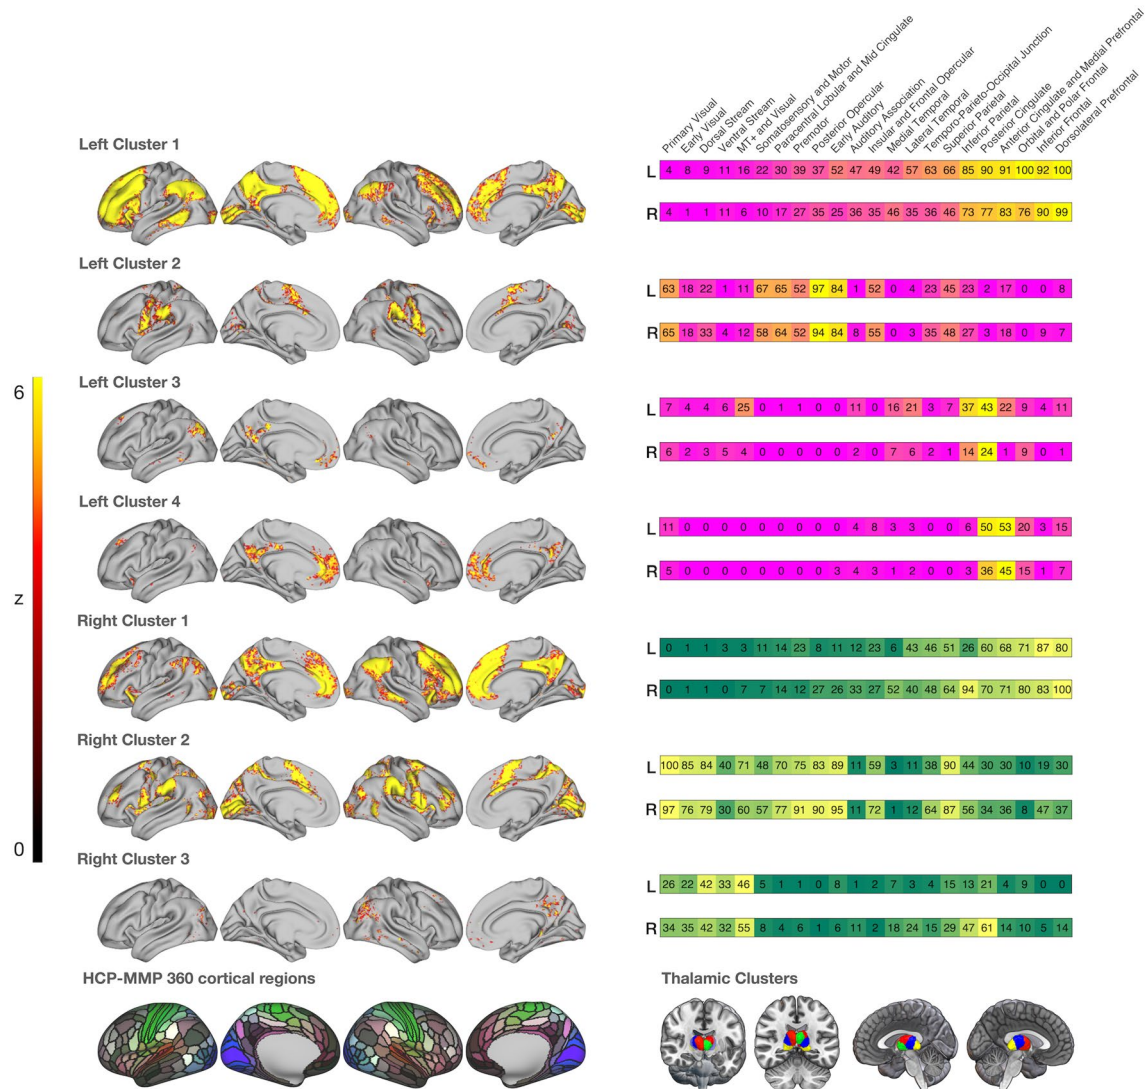 Primary Visual
Early Visual
Dorsal Stream
Ventral Stream
MT+ and Visual
Somatosensory and Motor
Paracentral Lobular and Mid Cingulate
Premotor
Posterior Opercular
Early Auditory
Auditory Association
Insular and Frontal Opercular
Medial Temporal
Lateral Temporal
Temporo-Parieto-Occipital Junction
Superior Parietal
Inferior Parietal
Posterior Cingulate
Anterior Cingulate and Medial Prefrontal
Orbital and Polar Frontal
Inferior Frontal
Dorsolateral Prefrontal
Left Cluster 1
L 4 8 9 11 16 22 30 39 37 52 47 49 42 57 63 66 85 90 91 100 92 100
R 4 1 1 11 6 10 17 27 35 25 36 35 46 35 36 46 73 77 83 76 90 99
Left Cluster 2
L 63 18 22 1 11 67 65 52 97 84 1 52 0 4 23 45 23 2 17 0 0 8
R 65 18 33 4 12 58 64 52 94 84 8 55 0 3 35 48 27 3 18 0 9 7
Left Cluster 3
L 7 4 4 6 25 0 1 1 0 0 11 0 16 21 3 7 37 43 22 9 4 11
R 6 2 3 5 4 0 0 0 0 0 2 0 7 6 2 1 14 24 1 9 0 1
Left Cluster 4
L 11 0 0 0 0 0 0 0 0 0 4 8 3 3 0 0 6 50 53 20 3 15
R 5 0 0 0 0 0 0 0 0 3 4 3 1 2 0 0 3 36 45 15 1 7
Right Cluster 1
L 0 1 1 3 3 11 14 23 8 11 12 23 6 43 46 51 26 60 68 71 87 80
R 0 1 1 0 7 7 14 12 27 26 33 27 52 40 48 64 94 70 71 80 83 100
Right Cluster 2
L 100 85 84 40 71 48 70 75 83 89 11 59 3 11 38 90 44 30 30 10 19 30
R 97 76 79 30 60 57 77 91 90 95 11 72 1 12 64 87 56 34 36 8 47 37
Right Cluster 3
L 26 22 42 33 46 5 1 1 0 8 1 2 7 3 4 15 13 21 4 9 0 0
R 34 35 42 32 55 8 4 6 1 6 11 2 18 24 15 29 47 61 14 10 5 14
6
z
0
HCP-MMP 360 cortical regions
Thalamic Clusters